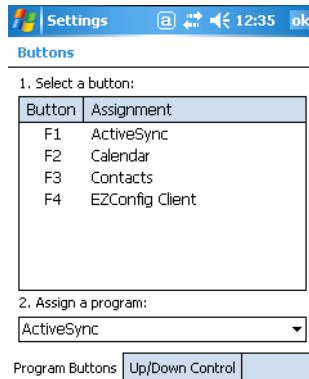 Settings a 12:35 ok
Buttons
1. Select a button:
Button Assignment
F1 ActiveSync
F2 Calendar
F3 Contacts
F4 EZConfig Client
2. Assign a program:
ActiveSync
Program Buttons Up/Down Control